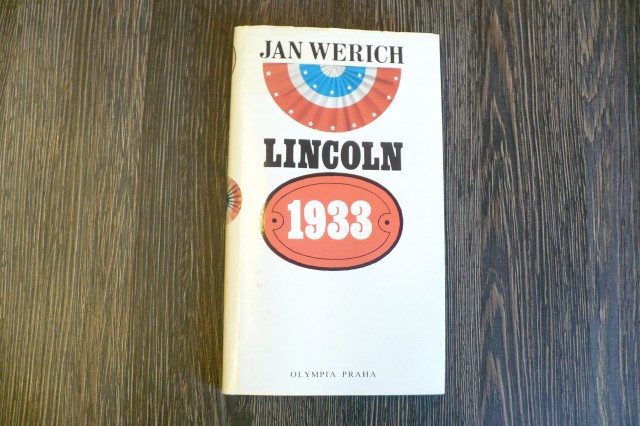 JAN WERICH
LINCOLN
1933
OLYMPIA PRAHA